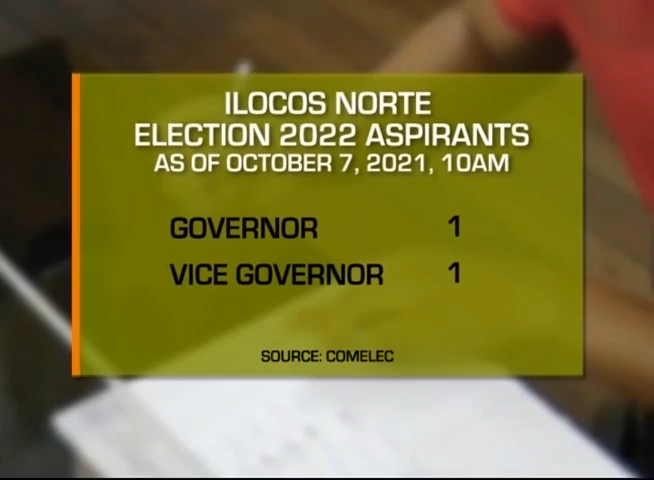 ILOCOS NORTE
ELECTION 2022 ASPIRANTS
AS OF OCTOBER 7, 2021, 10AM
GOVERNOR 1
VICE GOVERNOR 1
SOURCE: COMELEC